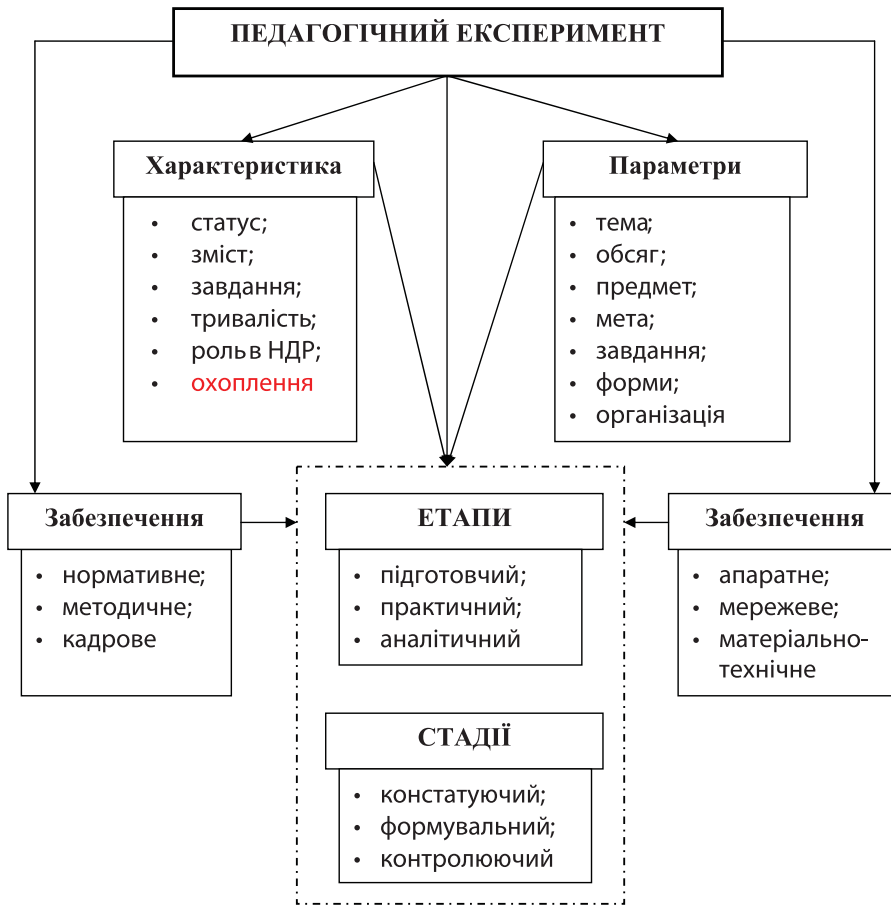 ПЕДАГОГІЧНИЙ ЕКСПЕРИМЕНТ
Характеристика
• статус;
• зміст;
• завдання;
• тривалість;
• роль в НДР;
• охоплення
Параметри
• тема;
• обсяг;
• предмет;
• мета;
• завдання;
• форми;
• організація
Забезпечення
• нормативне;
• методичне;
• кадрове
ЕТАПИ
• підготовчий;
• практичний;
• аналітичний
Забезпечення
• апаратне;
• мережеве;
• матеріально-
технічне
СТАДІЇ
• констатуючий;
• формувальний;
• контролюючий